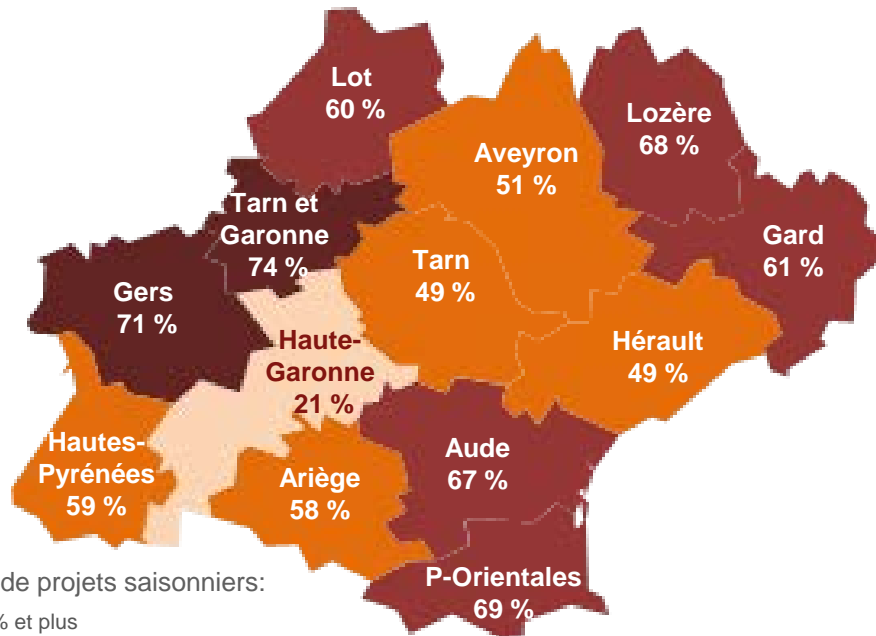 Lot
60 %
Lozère
68 %
Aveyron
51 %
Tarn et
Garonne
74 %
Gard
61 %
Tarn
49 %
Gers
71 %
Haute-
Garonne
21 %
Hérault
49 %
Hautes-
Pyrénées
59 %
Ariège
58 %
Aude
67 %
P-Orientales
69 %
de projets saisonniers:
% et plus